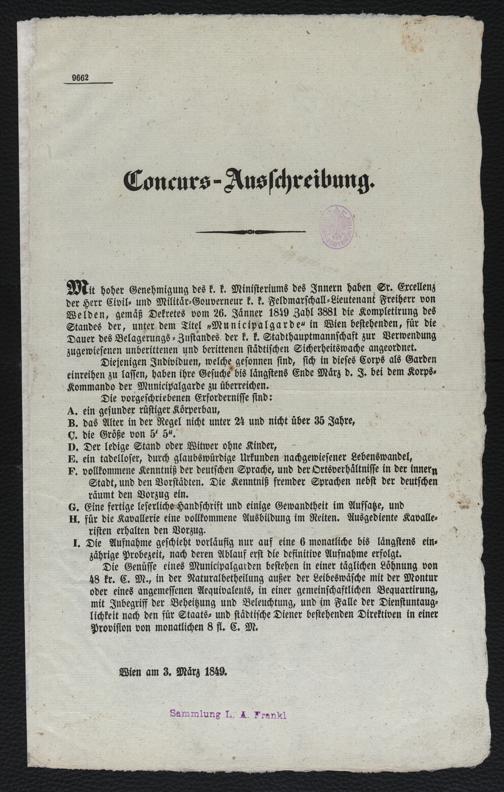 9662
Concurs-Ausschreibung.
Mit hoher Genehmigung des k. k. Ministeriums des Innern haben Sr. Excellenz
der Herr Civil- und Militär-Gouverneur k. k. Feldmarschall-Lieutenant Freiherr von
Welden, gemäß Dekretes vom 26. Jänner 1849 Zahl 3881 die Kompletirung des
Standes der, unter dem Titel »Municipalgarde« in Wien bestehenden, für die
Dauer des Belagerungs-Zustandes der k. k. Stadthauptmannschaft zur Verwendung
zugewiesenen unberittenen und berittenen städtischen Sicherheitswache angeordnet.
Diejenigen Individuen, welche gesonnen sind, sich in dieses Corps als Garden
einreihen zu lassen, haben ihre Gesuche bis längstens Ende März d. J. bei dem Korps-
Kommando der Municipalgarde zu überreichen.
Die vorgeschriebenen Erfordernisse sind:
A. ein gesunder rüstiger Körperbau,
B. das Alter in der Regel nicht unter 24 und nicht über 35 Jahre,
C. die Größe von 5' 5".
D. Der ledige Stand oder Witwer ohne Kinder,
E. ein tadelloser, durch glaubswürdige Urkunden nachgewiesener Lebenswandel,
F. vollkommene Kenntniß der deutschen Sprache, und der Ortsverhältnisse in der innern
Stadt, und den Vorstädten. Die Kenntniß fremder Sprachen nebst der deutschen
räumt den Vorzug ein.
G. Eine fertige leserliche Handschrift und einige Gewandtheit im Aufsatze, und
H. für die Kavallerie eine vollkommene Ausbildung im Reiten. Ausgediente Kavalle-
risten erhalten den Vorzug.
I. Die Aufnahme geschieht vorläufig nur auf eine 6 monatliche bis längstens ein-
jährige Probezeit, nach deren Ablauf erst die definitive Aufnahme erfolgt.
Die Genüsse eines Municipalgarden bestehen in einer täglichen Löhnung von
48 kr. C. M., in der Naturalbetheilung außer der Leibeswäsche mit der Montur
oder eines angemessenen Aequivalents, in einer gemeinschaftlichen Bequartirung,
mit Inbegriff der Beheitzung und Beleuchtung, und im Falle der Dienstuntaug-
lichkeit nach den für Staats- und städtische Diener bestehenden Direktiven in einer
Provision von monatlichen 8 fl. C. M.
Wien am 3. März 1849.
Sammlung L. A. Frankl